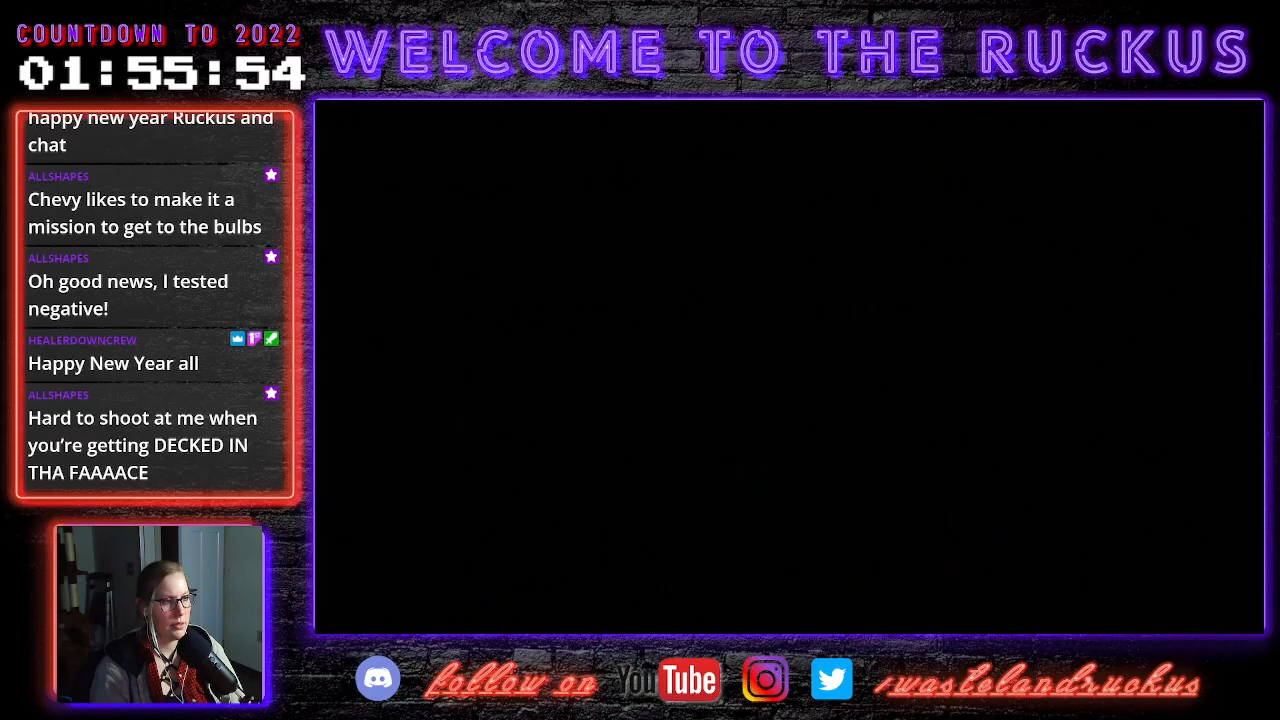 COUNTDOWN TO 2022
01:55:54
WELCOME TO THE RUCKUS
happy new year Ruckus and
chat
ALLSHAPES
Chevy likes to make it a
mission to get to the bulbs
ALLSHAPES
Oh good news, I tested
negative!
HEALERDOWNCREW
Happy New Year all
ALLSHAPES
Hard to shoot at me when
you're getting DECKED IN
THA FAAAACE
follow on
YouTube
/wastelandruckus